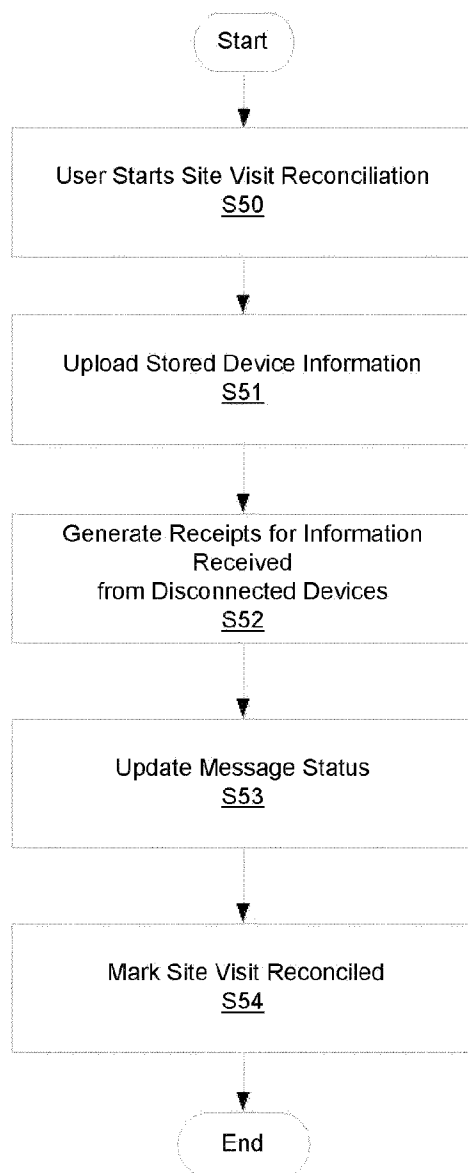 Start
User Starts Site Visit Reconciliation
S50
Upload Stored Device Information
S51
Generate Receipts for Information
Received
from Disconnected Devices
S52
Update Message Status
S53
Mark Site Visit Reconciled
S54
End